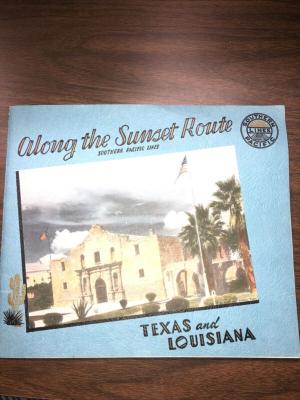 Along the Sunset Route
SOUTHERN PACIFIC LINES
SOUTHERN
LINES
PACIFIC
TEXAS and
LOUISIANA